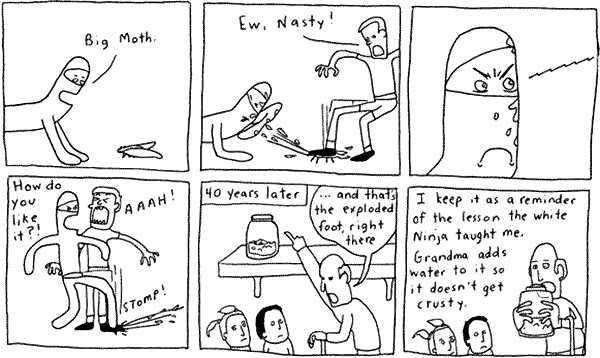 Big Moth.
Ew, Nasty!
How do
you
like
it?!
AAAH!
STOMP!
40 years later
...and that's
the exploded
foot, right
there
I keep it as a reminder
of the lesson the white
Ninja taught me.
Grandma adds
water to it so
it doesn't get
crusty.